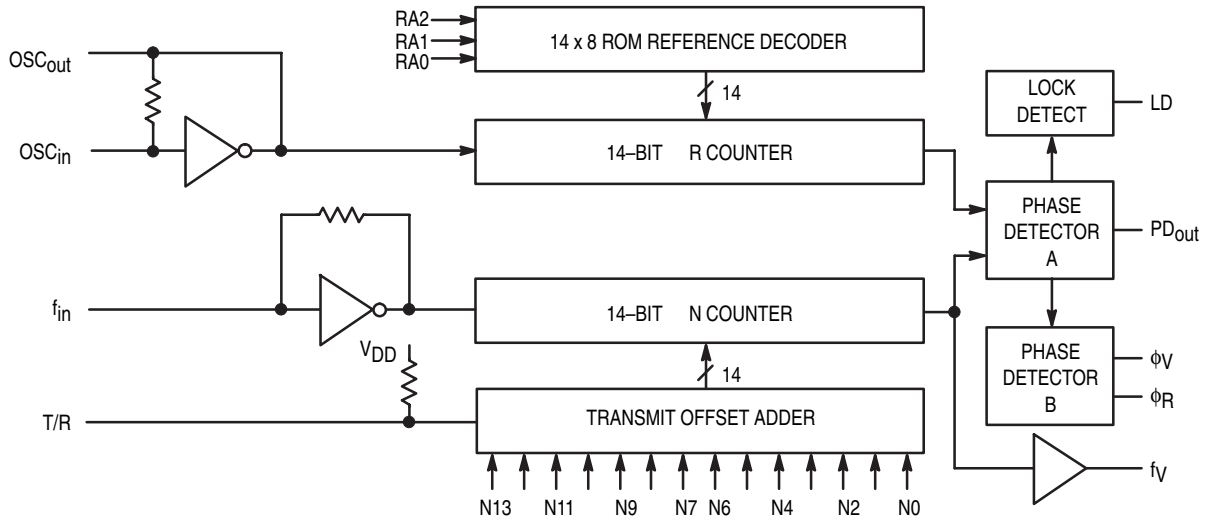 RA2
RA1
RA0
14 x 8 ROM REFERENCE DECODER
OSCout
14
LOCK
DETECT
LD
OSCin
14–BIT R COUNTER
PHASE
DETECTOR
A
PDout
fin
14–BIT N COUNTER
VDD
14
PHASE
DETECTOR
B
ϕV
ϕR
T/R
TRANSMIT OFFSET ADDER
fV
N13 N11 N9 N7 N6 N4 N2 N0